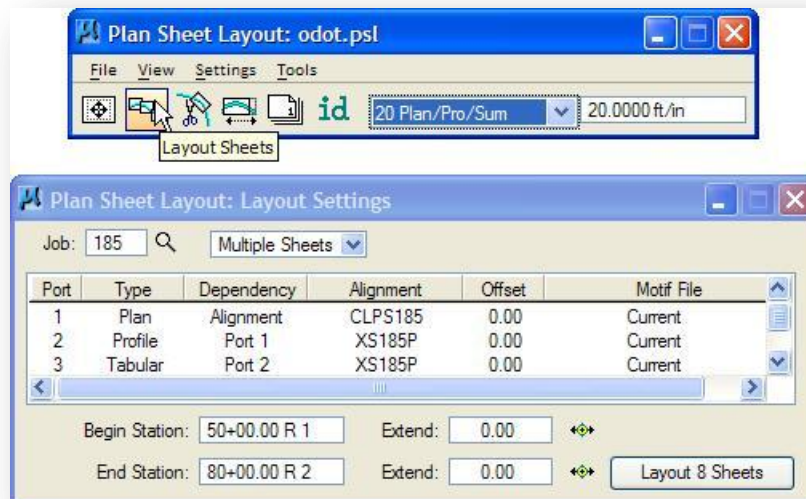 Plan Sheet Layout: odot.psl
File View Settings Tools
id 20 Plan/Pro/Sum 20.0000 ft/in
Layout Sheets
Plan Sheet Layout: Layout Settings
Job: 185 Multiple Sheets
Port Type Dependency Alignment Offset Motif File
1 Plan Alignment CLPS185 0.00 Current
2 Profile Port 1 XS185P 0.00 Current
3 Tabular Port 2 XS185P 0.00 Current
Begin Station: 50+00.00 R 1 Extend: 0.00
End Station: 80+00.00 R 2 Extend: 0.00 Layout 8 Sheets